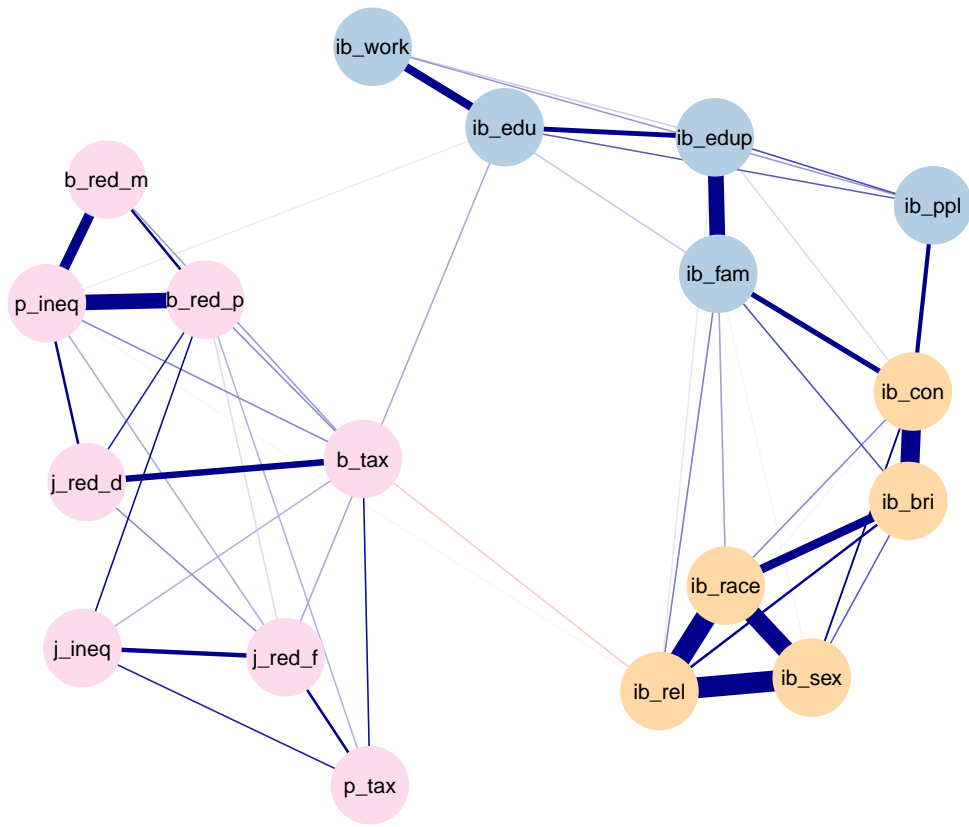 ib_work
ib_edu
ib_edup
b_red_m
ib_ppl
ib_fam
p_ineq
b_red_p
ib_con
b_tax
j_red_d
ib_bri
ib_race
j_ineq
j_red_f
ib_sex
ib_rel
p_tax